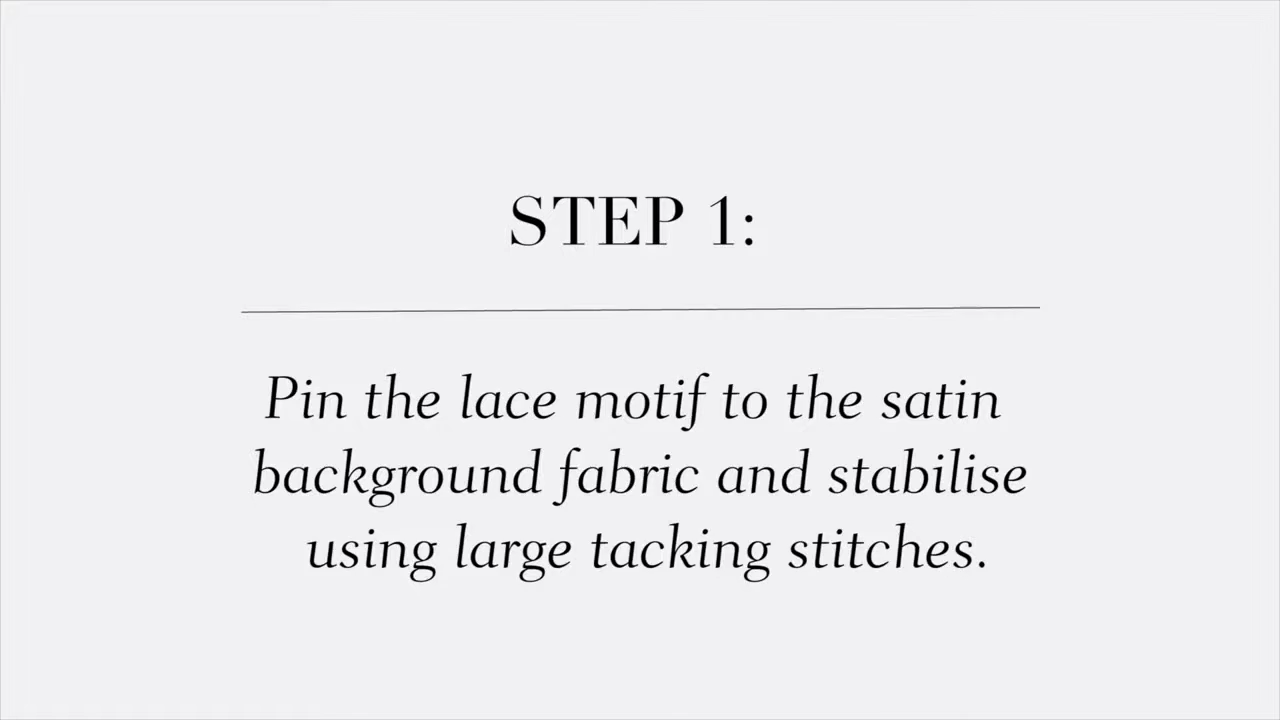 STEP 1:
Pin the lace motif to the satin
background fabric and stabilise
using large tacking stitches.